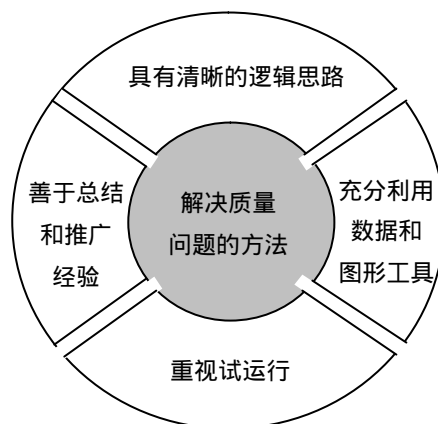 具有清晰的逻辑思路
善于总结
和推广
经验
解决质量
问题的方法
充分利用
数据和
图形工具
重视试运行